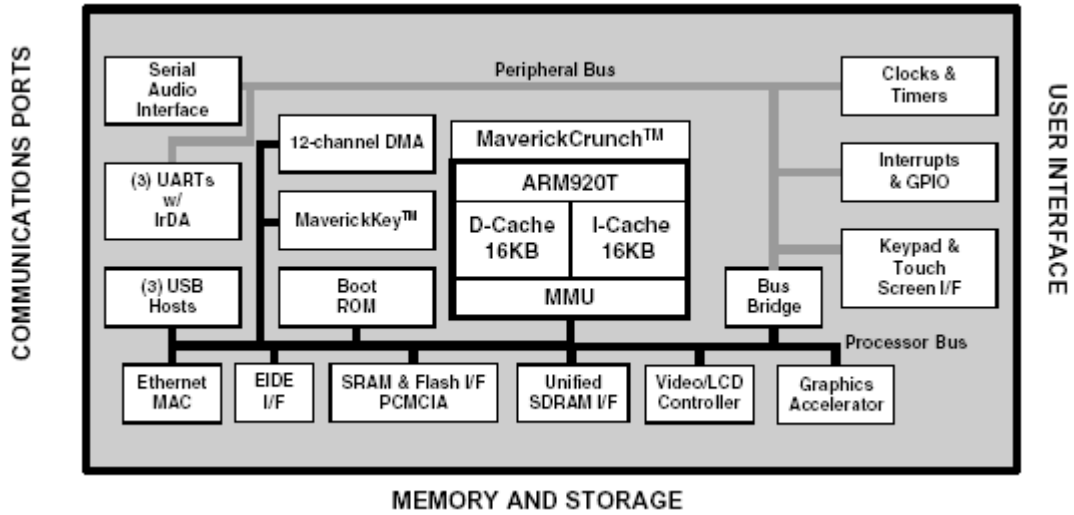 COMMUNICATIONS PORTS
Serial
Audio
Interface
Peripheral Bus
Clocks &
Timers
12-channel DMA
MaverickCrunch™
ARM920T
(3) UARTs
w/
IrDA
MaverickKey™
D-Cache
16KB
I-Cache
16KB
Interrupts
& GPIO
Keypad &
Touch
Screen I/F
(3) USB
Hosts
Boot
ROM
MMU
Bus
Bridge
Processor Bus
Ethernet
MAC
EIDE
I/F
SRAM & Flash I/F
PCMCIA
Unified
SDRAM I/F
Video/LCD
Controller
Graphics
Accelerator
USER INTERFACE
MEMORY AND STORAGE